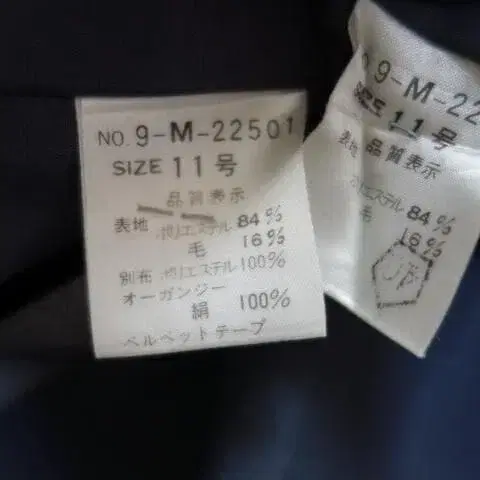 NO. 9-M-22501
SIZE 11号
品質表示
表地 ポリエステル 84%
毛 16%
別布 ポリエステル 100%
オーガンジー
絹 100%
ベルベットテープ
NO. 9-M-22
SIZE 11号
表地 品質表示
ポリエステル 84%
毛 16%